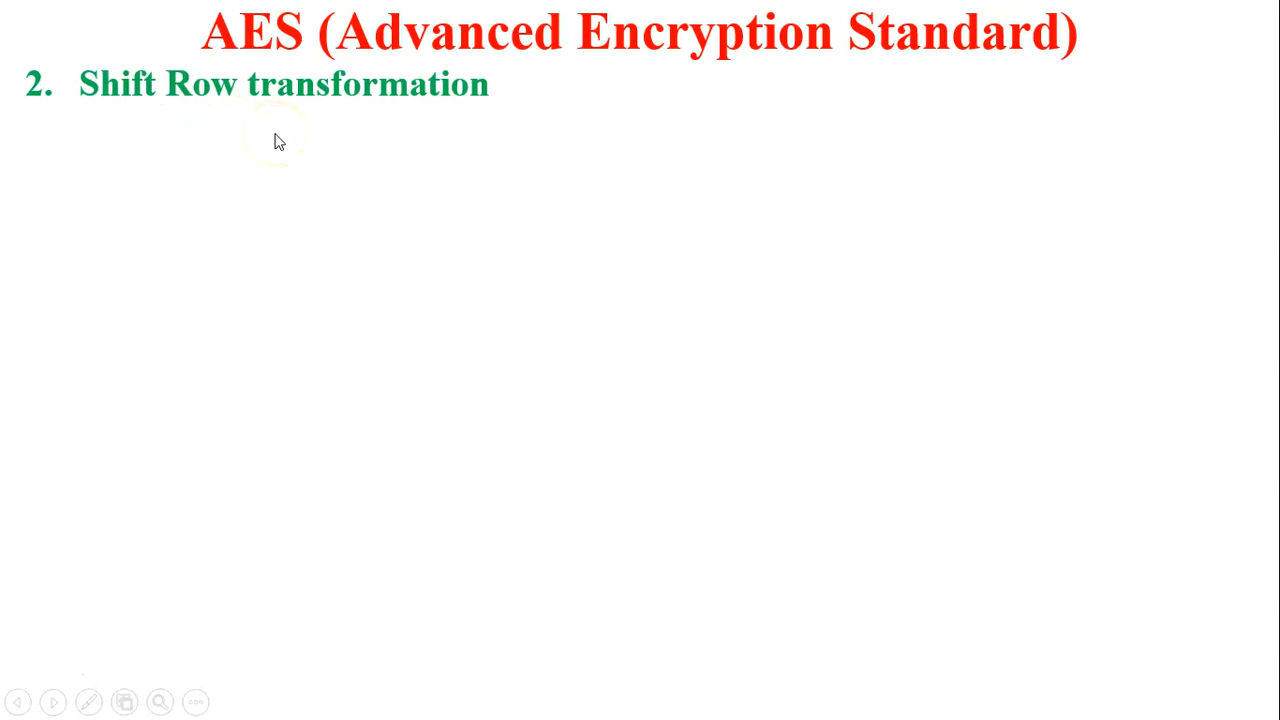 AES (Advanced Encryption Standard)
2. Shift Row transformation